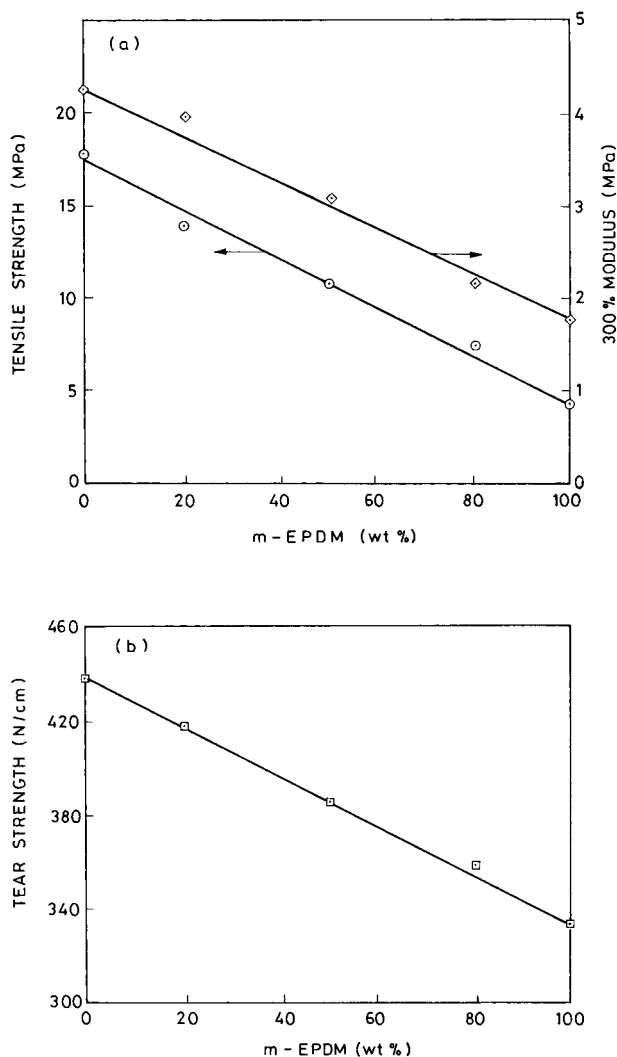 (a)
TENSILE STRENGTH (MPa)
20
15
10
5
0
5
4
3
2
1
0
300% MODULUS (MPa)
0 20 40 60 80 100
m-EPDM (wt %)
(b)
TEAR STRENGTH (N/cm)
460
420
380
340
300
0 20 40 60 80 100
m-EPDM (wt %)